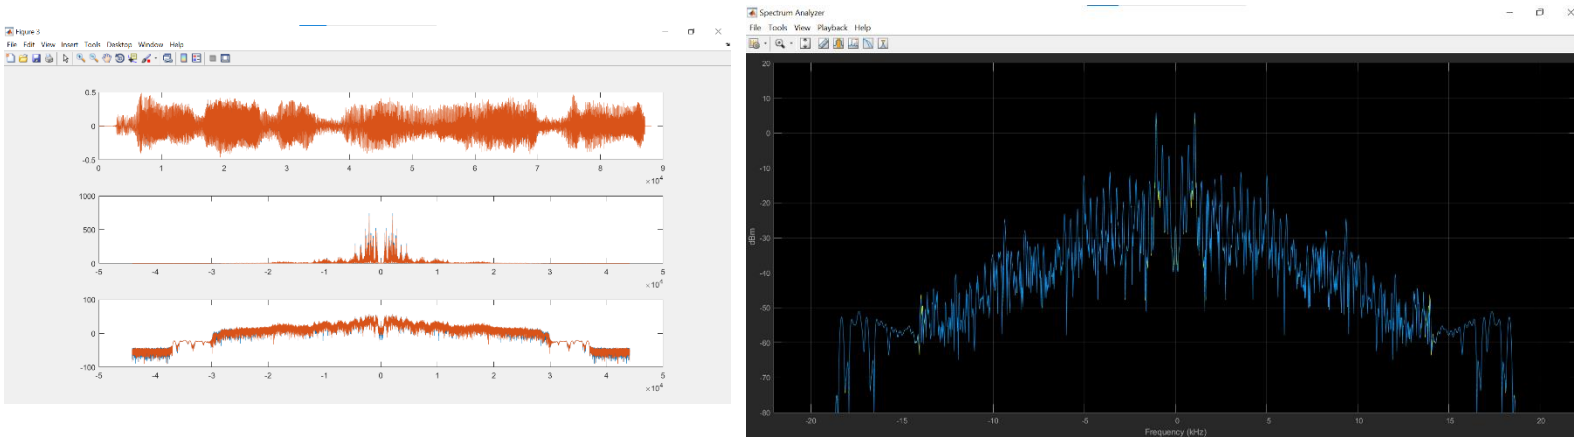 Figure 3
File Edit View Insert Tools Desktop Window Help
0.5
0
-0.5
0 1 2 3 4 5 6 7 8 9
×10⁴
1000
500
0
-5 -4 -3 -2 -1 0 1 2 3 4 5
×10⁴
100
0
-100
-5 -4 -3 -2 -1 0 1 2 3 4 5
×10⁴
Spectrum Analyzer
File Tools View Playback Help
20
10
0
-10
-20
-30
dBm
-40
-50
-60
-70
-80
-20 -15 -10 -5 0 5 10 15 20
Frequency (kHz)